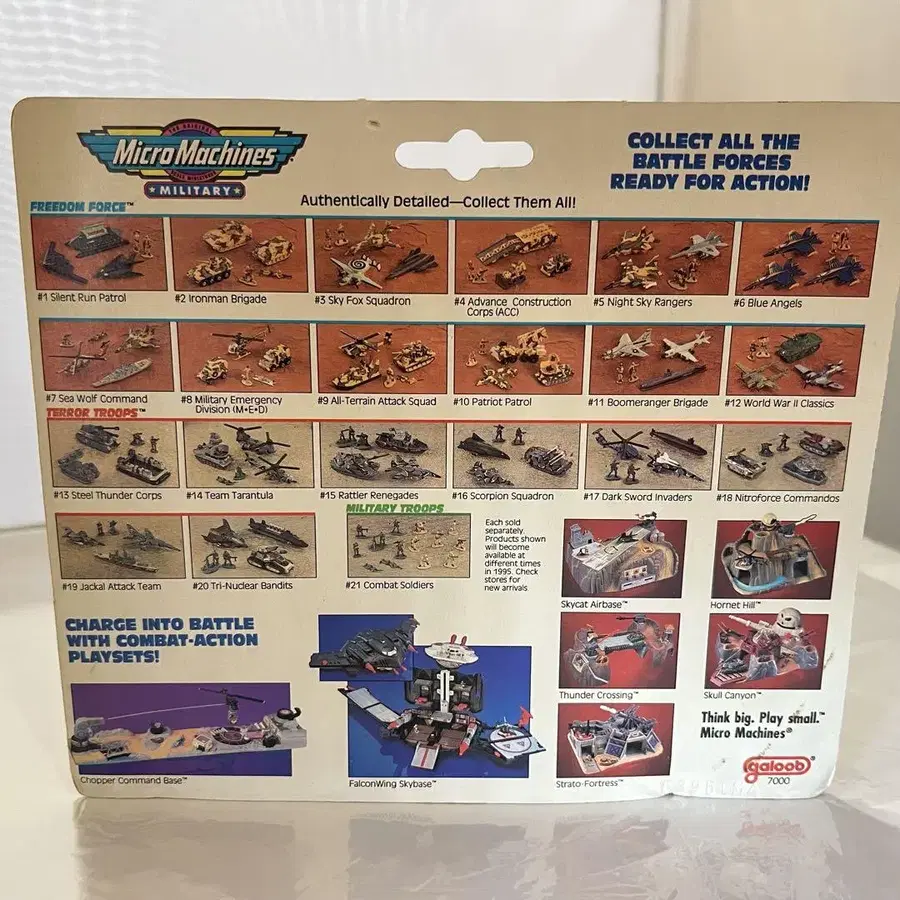 THE ORIGINAL
Micro Machines
SCALE MINIATURES
MILITARY
COLLECT ALL THE
BATTLE FORCES
READY FOR ACTION!
Authentically Detailed—Collect Them All!
FREEDOM FORCE™
#1 Silent Run Patrol
#2 Ironman Brigade
#3 Sky Fox Squadron
#4 Advance Construction
Corps (ACC)
#5 Night Sky Rangers
#6 Blue Angels
#7 Sea Wolf Command
#8 Military Emergency
Division (M•E•D)
#9 All-Terrain Attack Squad
#10 Patriot Patrol
#11 Boomeranger Brigade
#12 World War II Classics
TERROR TROOPS™
#13 Steel Thunder Corps
#14 Team Tarantula
#15 Rattler Renegades
#16 Scorpion Squadron
#17 Dark Sword Invaders
#18 Nitroforce Commandos
#19 Jackal Attack Team
#20 Tri-Nuclear Bandits
MILITARY TROOPS
#21 Combat Soldiers
Each sold
separately.
Products shown
will become
available at
different times
in 1995. Check
stores for
new arrivals
Skycat Airbase™
Hornet Hill™
CHARGE INTO BATTLE
WITH COMBAT-ACTION
PLAYSETS!
Thunder Crossing™
Skull Canyon™
Chopper Command Base™
FalconWing Skybase™
Strato-Fortress™
Think big. Play small.™
Micro Machines®
galoob®
7000